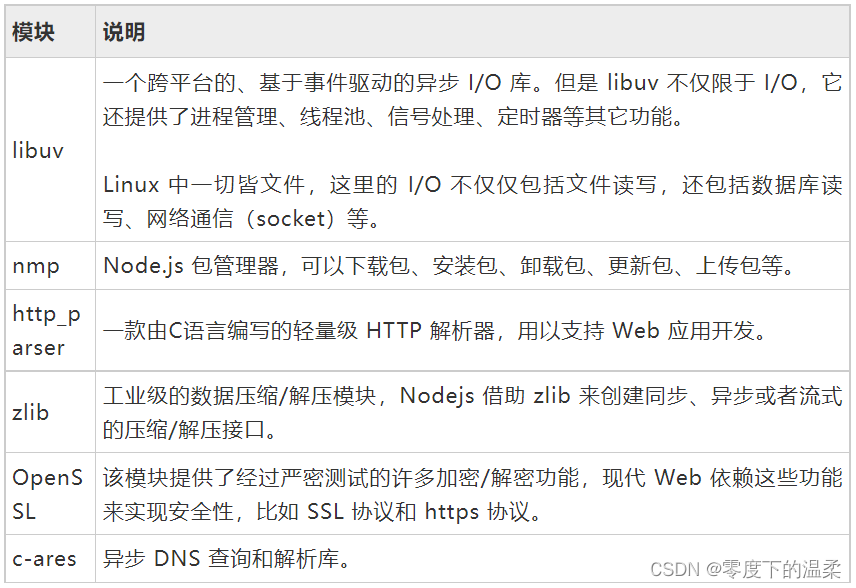 模块 说明
libuv
一个跨平台的、基于事件驱动的异步 I/O 库。但是 libuv 不仅限于 I/O，它
还提供了进程管理、线程池、信号处理、定时器等其它功能。
Linux 中一切皆文件，这里的 I/O 不仅仅包括文件读写，还包括数据库读
写、网络通信（socket）等。
nmp Node.js 包管理器，可以下载包、安装包、卸载包、更新包、上传包等。
http_p
arser
一款由C语言编写的轻量级 HTTP 解析器，用以支持 Web 应用开发。
zlib
工业级的数据压缩/解压模块，Nodejs 借助 zlib 来创建同步、异步或者流式
的压缩/解压接口。
OpenS
SL
该模块提供了经过严密测试的许多加密/解密功能，现代 Web 依赖这些功能
来实现安全性，比如 SSL 协议和 https 协议。
c-ares 异步 DNS 查询和解析库。
CSDN @零度下的温柔